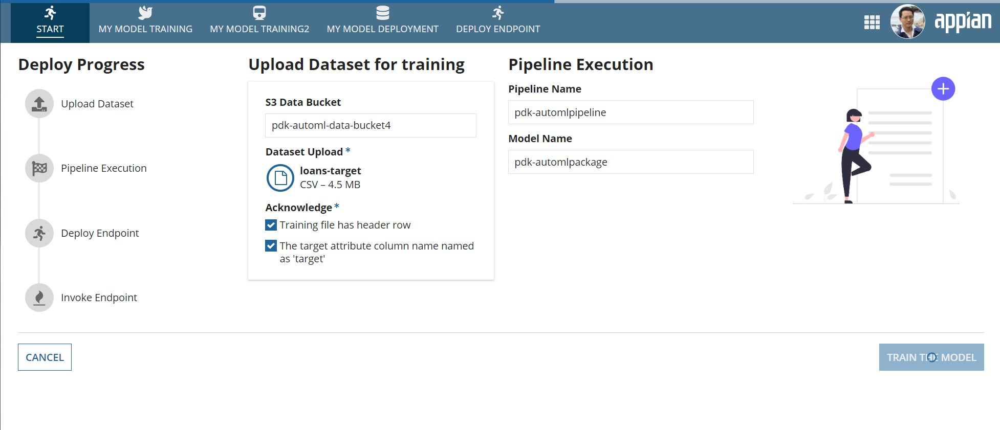 START
MY MODEL TRAINING
MY MODEL TRAINING2
MY MODEL DEPLOYMENT
DEPLOY ENDPOINT
appian
Deploy Progress
Upload Dataset
Pipeline Execution
Deploy Endpoint
Invoke Endpoint
Upload Dataset for training
S3 Data Bucket
pdk-automl-data-bucket4
Dataset Upload *
loans-target
CSV – 4.5 MB
Acknowledge *
Training file has header row
The target attribute column name named
as 'target'
Pipeline Execution
Pipeline Name
pdk-automlpipeline
Model Name
pdk-automlpackage
CANCEL
TRAIN THE MODEL